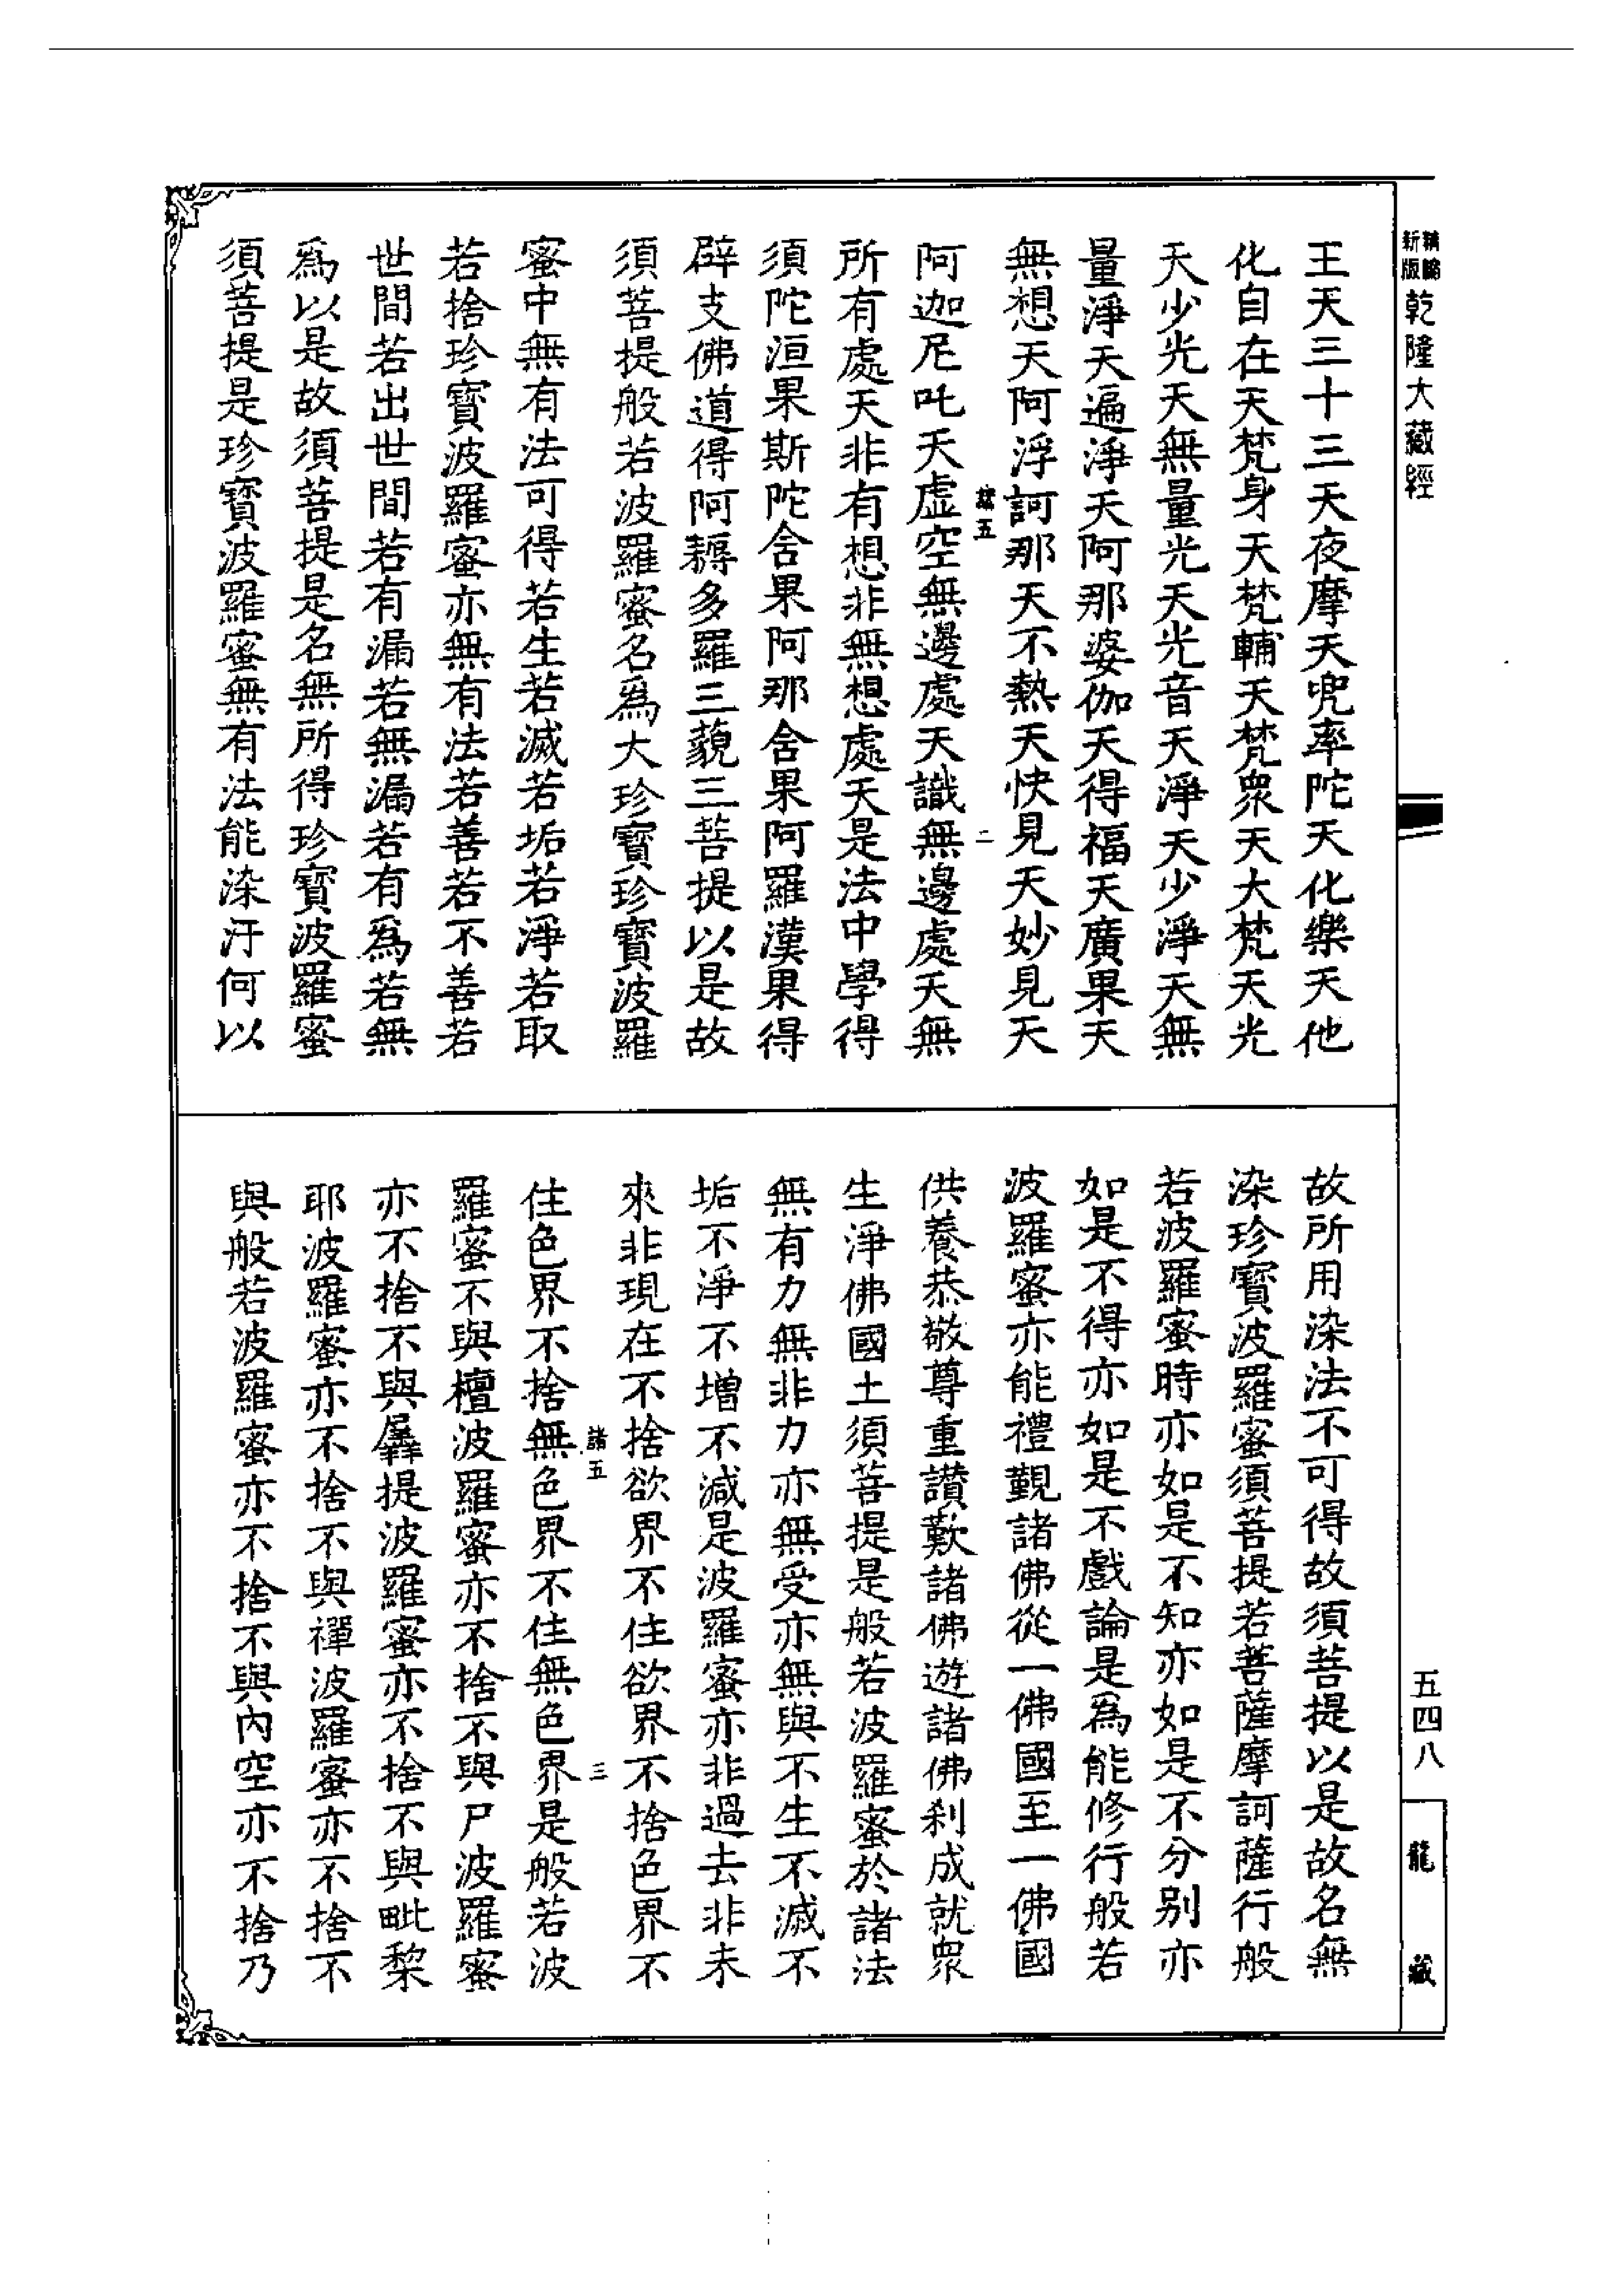 新版
精縮
乾隆大藏經
王天三十三天夜摩天兜率陀天化樂天他
化自在天梵身天梵輔天梵衆天大梵天光
天少光天無量光天光音天淨天少淨天無
量淨天遍淨天阿那婆伽天得福天廣果天
無想天阿浮訶那天不熱天快見天妙見天
諸五
二
阿迦尼吒天虛空無邊處天識無邊處天無
所有處天非有想非無想處天是法中學得
須陀洹果斯陀含果阿那含果阿羅漢果得
辟支佛道得阿耨多羅三藐三菩提以是故
須菩提般若波羅蜜名爲大珍寶珍寶波羅
蜜中無有法可得若生若滅若垢若淨若取
若捨珍寶波羅蜜亦無有法若善若不善若
世間若出世間若有漏若無漏若有爲若無
爲以是故須菩提是名無所得珍寶波羅蜜
須菩提是珍寶波羅蜜無有法能染汙何以
故所用染法不可得故須菩提以是故名無
染珍寶波羅蜜須菩提若菩薩摩訶薩行般
若波羅蜜時亦如是不知亦如是不分別亦
如是不得亦如是不戲論是爲能修行般若
波羅蜜亦能禮覲諸佛從一佛國至一佛國
供養恭敬尊重讚歎諸佛遊諸佛刹成就衆
生淨佛國土須菩提是般若波羅蜜於諸法
無有力無非力亦無受亦無與不生不滅不
垢不淨不增不減是波羅蜜亦非過去非未
來非現在不捨欲界不住欲界不捨色界不
諸五
三
住色界不捨無色界不住無色界是般若波
羅蜜不與檀波羅蜜亦不捨不與尸波羅蜜
亦不捨不與羼提波羅蜜亦不捨不與毗棃
耶波羅蜜亦不捨不與禪波羅蜜亦不捨不
與般若波羅蜜亦不捨不與內空亦不捨乃
五四八
龍藏